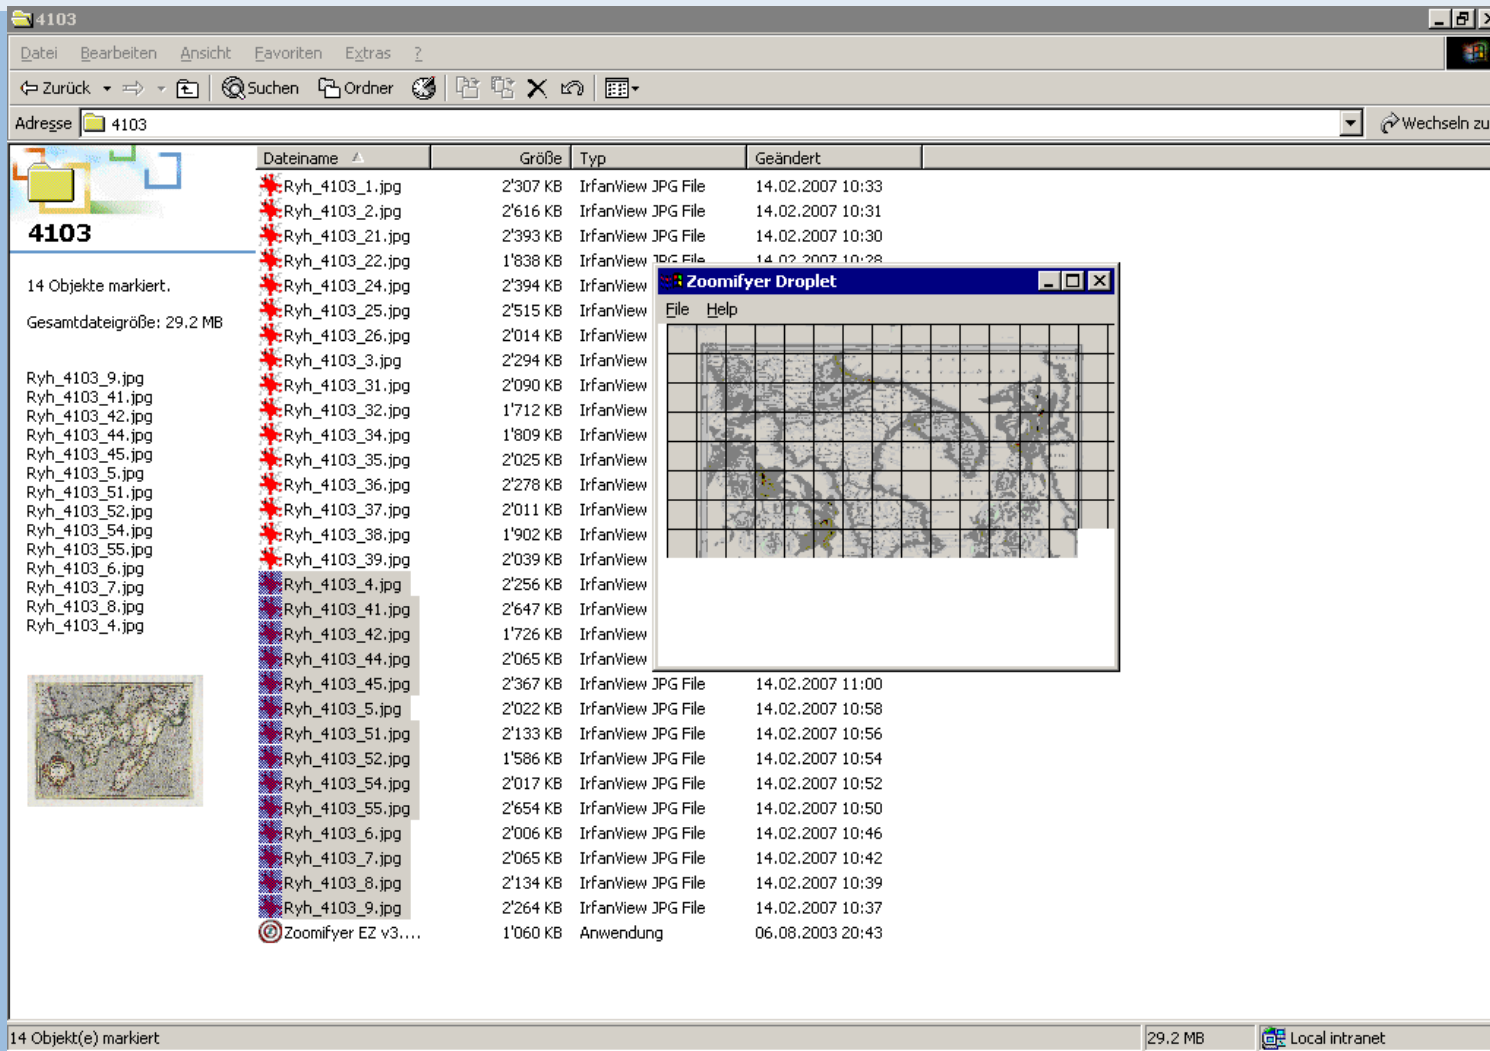 4103
Datei Bearbeiten Ansicht Favoriten Extras ?
Zurück Suchen Ordner
Adresse 4103 Wechseln zu
Dateiname Größe Typ Geändert
4103
14 Objekte markiert.
Gesamtdateigröße: 29.2 MB
Ryh_4103_9.jpg
Ryh_4103_41.jpg
Ryh_4103_42.jpg
Ryh_4103_44.jpg
Ryh_4103_45.jpg
Ryh_4103_5.jpg
Ryh_4103_51.jpg
Ryh_4103_52.jpg
Ryh_4103_54.jpg
Ryh_4103_55.jpg
Ryh_4103_6.jpg
Ryh_4103_7.jpg
Ryh_4103_8.jpg
Ryh_4103_4.jpg
Ryh_4103_1.jpg 2'307 KB IrfanView JPG File 14.02.2007 10:33
Ryh_4103_2.jpg 2'616 KB IrfanView JPG File 14.02.2007 10:31
Ryh_4103_21.jpg 2'393 KB IrfanView JPG File 14.02.2007 10:30
Ryh_4103_22.jpg 1'838 KB IrfanView JPG File 14.02.2007 10:28
Ryh_4103_24.jpg 2'394 KB IrfanView
Ryh_4103_25.jpg 2'515 KB IrfanView
Ryh_4103_26.jpg 2'014 KB IrfanView
Ryh_4103_3.jpg 2'294 KB IrfanView
Ryh_4103_31.jpg 2'090 KB IrfanView
Ryh_4103_32.jpg 1'712 KB IrfanView
Ryh_4103_34.jpg 1'809 KB IrfanView
Ryh_4103_35.jpg 2'025 KB IrfanView
Ryh_4103_36.jpg 2'278 KB IrfanView
Ryh_4103_37.jpg 2'011 KB IrfanView
Ryh_4103_38.jpg 1'902 KB IrfanView
Ryh_4103_39.jpg 2'039 KB IrfanView
Ryh_4103_4.jpg 2'256 KB IrfanView
Ryh_4103_41.jpg 2'647 KB IrfanView
Ryh_4103_42.jpg 1'726 KB IrfanView
Ryh_4103_44.jpg 2'065 KB IrfanView
Ryh_4103_45.jpg 2'367 KB IrfanView JPG File 14.02.2007 11:00
Ryh_4103_5.jpg 2'022 KB IrfanView JPG File 14.02.2007 10:58
Ryh_4103_51.jpg 2'133 KB IrfanView JPG File 14.02.2007 10:56
Ryh_4103_52.jpg 1'586 KB IrfanView JPG File 14.02.2007 10:54
Ryh_4103_54.jpg 2'017 KB IrfanView JPG File 14.02.2007 10:52
Ryh_4103_55.jpg 2'654 KB IrfanView JPG File 14.02.2007 10:50
Ryh_4103_6.jpg 2'006 KB IrfanView JPG File 14.02.2007 10:46
Ryh_4103_7.jpg 2'065 KB IrfanView JPG File 14.02.2007 10:42
Ryh_4103_8.jpg 2'134 KB IrfanView JPG File 14.02.2007 10:39
Ryh_4103_9.jpg 2'264 KB IrfanView JPG File 14.02.2007 10:37
Zoomifyer EZ v3.... 1'060 KB Anwendung 06.08.2003 20:43
Zoomifyer Droplet
File Help
14 Objekt(e) markiert 29.2 MB Local intranet